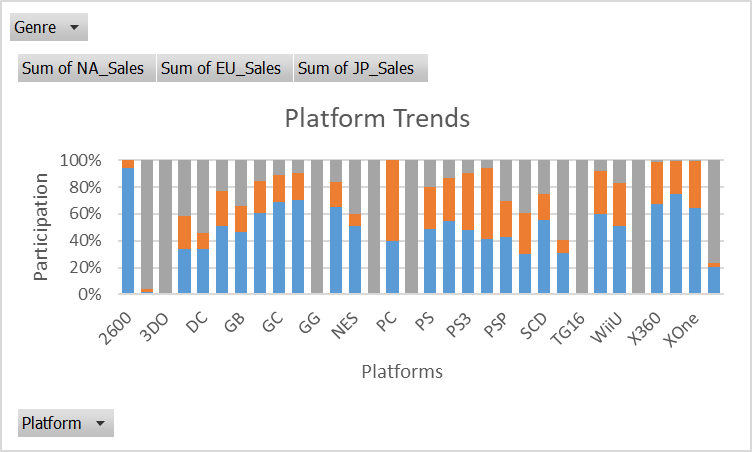 Genre
Sum of NA_Sales Sum of EU_Sales Sum of JP_Sales
Platform Trends
Participation
100%
80%
60%
40%
20%
0%
2600 3DO DC GB GC GG NES PC PS PS3 PSP SCD TG16 WiiU X360 XOne
Platforms
Platform